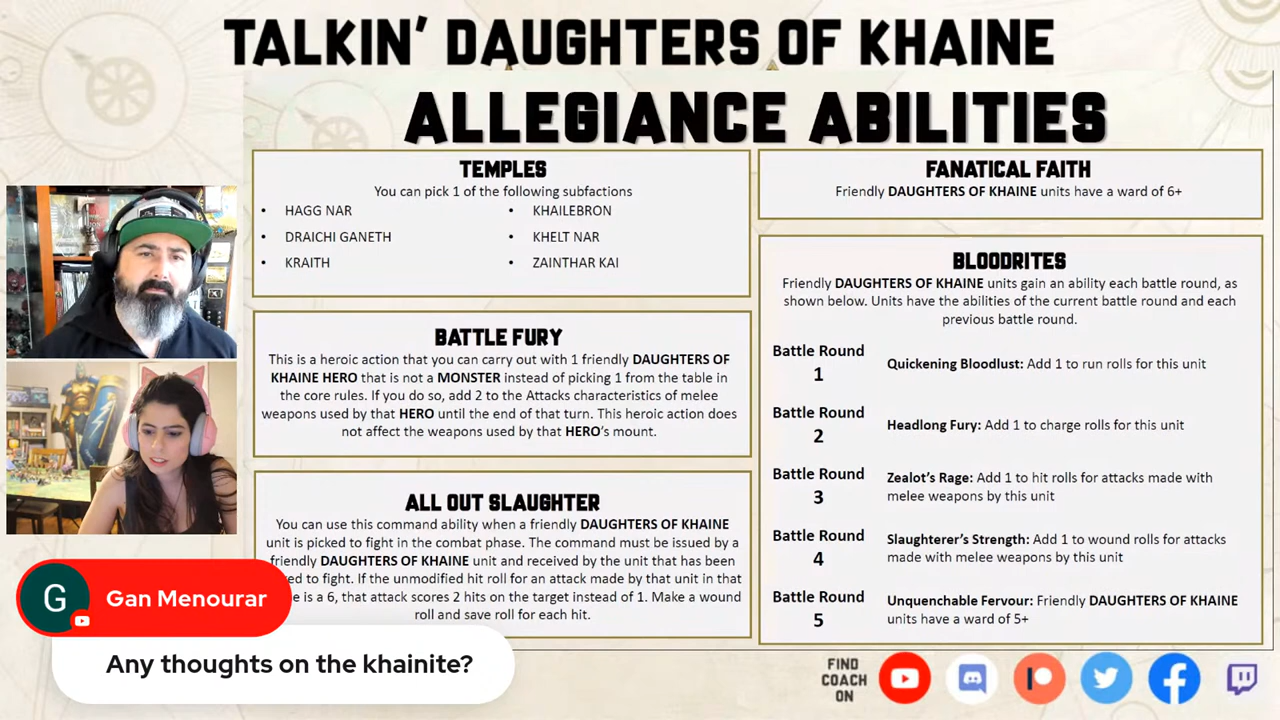 TALKIN' DAUGHTERS OF KHAINE
ALLEGIANCE ABILITIES
TEMPLES
You can pick 1 of the following subfactions
• HAGG NAR
• DRAICHI GANETH
• KRAITH
• KHAILEBRON
• KHELT NAR
• ZAINTHAR KAI
BATTLE FURY
This is a heroic action that you can carry out with 1 friendly DAUGHTERS OF
KHAINE HERO that is not a MONSTER instead of picking 1 from the table in
the core rules. If you do so, add 2 to the Attacks characteristics of melee
weapons used by that HERO until the end of that turn. This heroic action does
not affect the weapons used by that HERO's mount.
ALL OUT SLAUGHTER
You can use this command ability when a friendly DAUGHTERS OF KHAINE
unit is picked to fight in the combat phase. The command must be issued by a
friendly DAUGHTERS OF KHAINE unit and received by the unit that has been
to fight. If the unmodified hit roll for an attack made by that unit in that
is a 6, that attack scores 2 hits on the target instead of 1. Make a wound
roll and save roll for each hit.
FANATICAL FAITH
Friendly DAUGHTERS OF KHAINE units have a ward of 6+
BLOODRITES
Friendly DAUGHTERS OF KHAINE units gain an ability each battle round, as
shown below. Units have the abilities of the current battle round and each
previous battle round.
Battle Round
1
Quickening Bloodlust: Add 1 to run rolls for this unit
Battle Round
2
Headlong Fury: Add 1 to charge rolls for this unit
Battle Round
3
Zealot's Rage: Add 1 to hit rolls for attacks made with
melee weapons by this unit
Battle Round
4
Slaughterer's Strength: Add 1 to wound rolls for attacks
made with melee weapons by this unit
Battle Round
5
Unquenchable Fervour: Friendly DAUGHTERS OF KHAINE
units have a ward of 5+
G
Gan Menourar
Any thoughts on the khainite?
FIND
COACH
ON